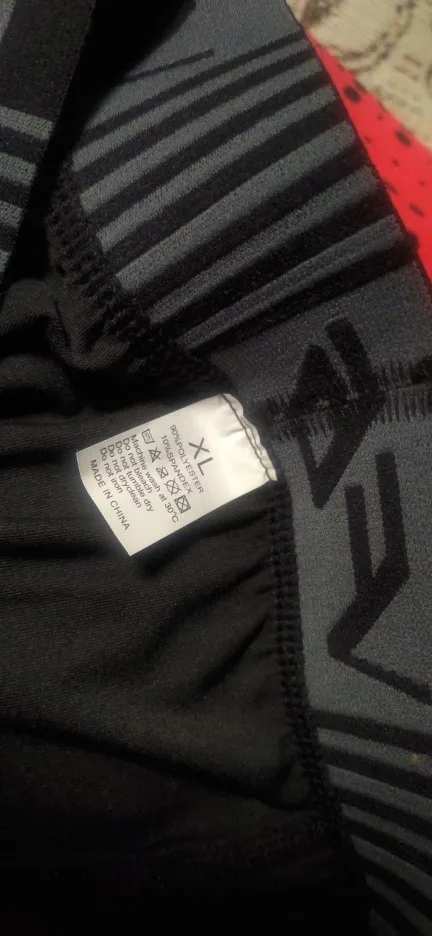 XL
90%POLYESTER
10%SPANDEX
Machine wash at 30°C
Do not bleach
Do not tumble dry
Do not dryclean
Do not iron
MADE IN CHINA